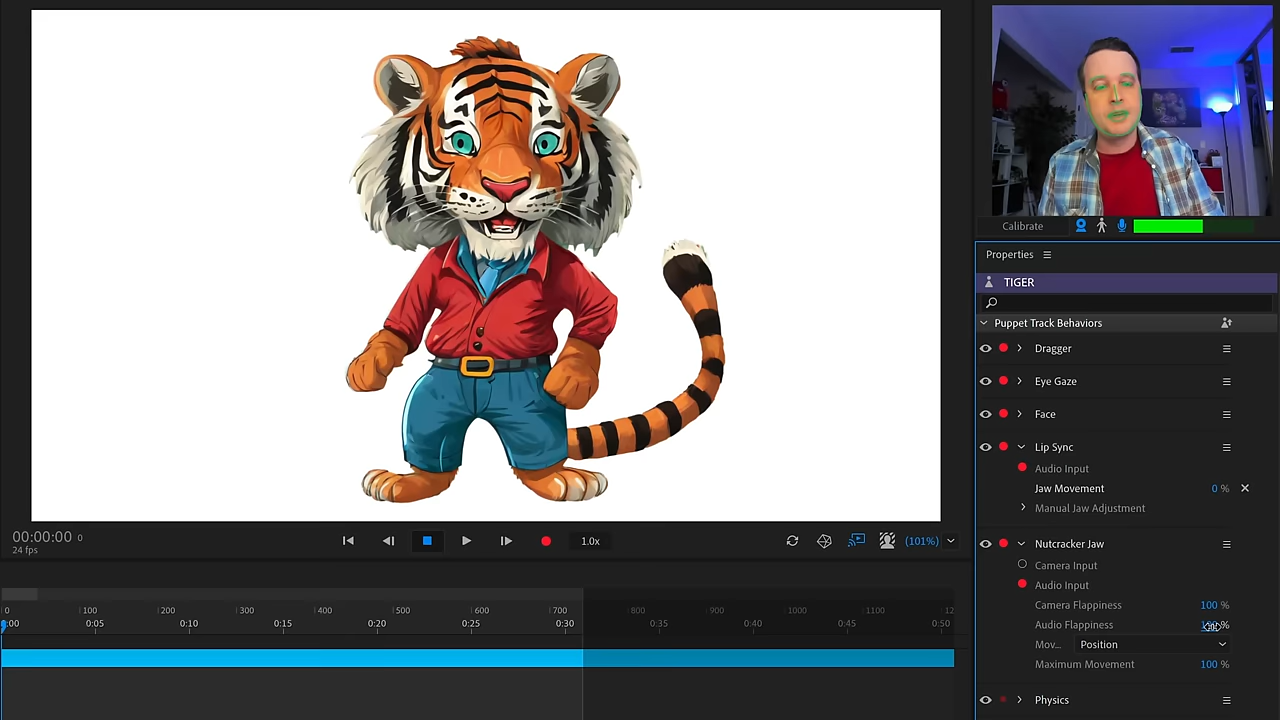 Calibrate
Properties
TIGER
Puppet Track Behaviors
Dragger
Eye Gaze
Face
Lip Sync
Audio Input
Jaw Movement 0 %
Manual Jaw Adjustment
Nutcracker Jaw
Camera Input
Audio Input
Camera Flappiness 100 %
Audio Flappiness %
Mov... Position
Maximum Movement 100 %
Physics
00:00:00 0
24 fps
1.0x
(101%)
0 100 200 300 400 500 600 700 800 900 1000 1100 12
0:00 0:05 0:10 0:15 0:20 0:25 0:30 0:35 0:40 0:45 0:50